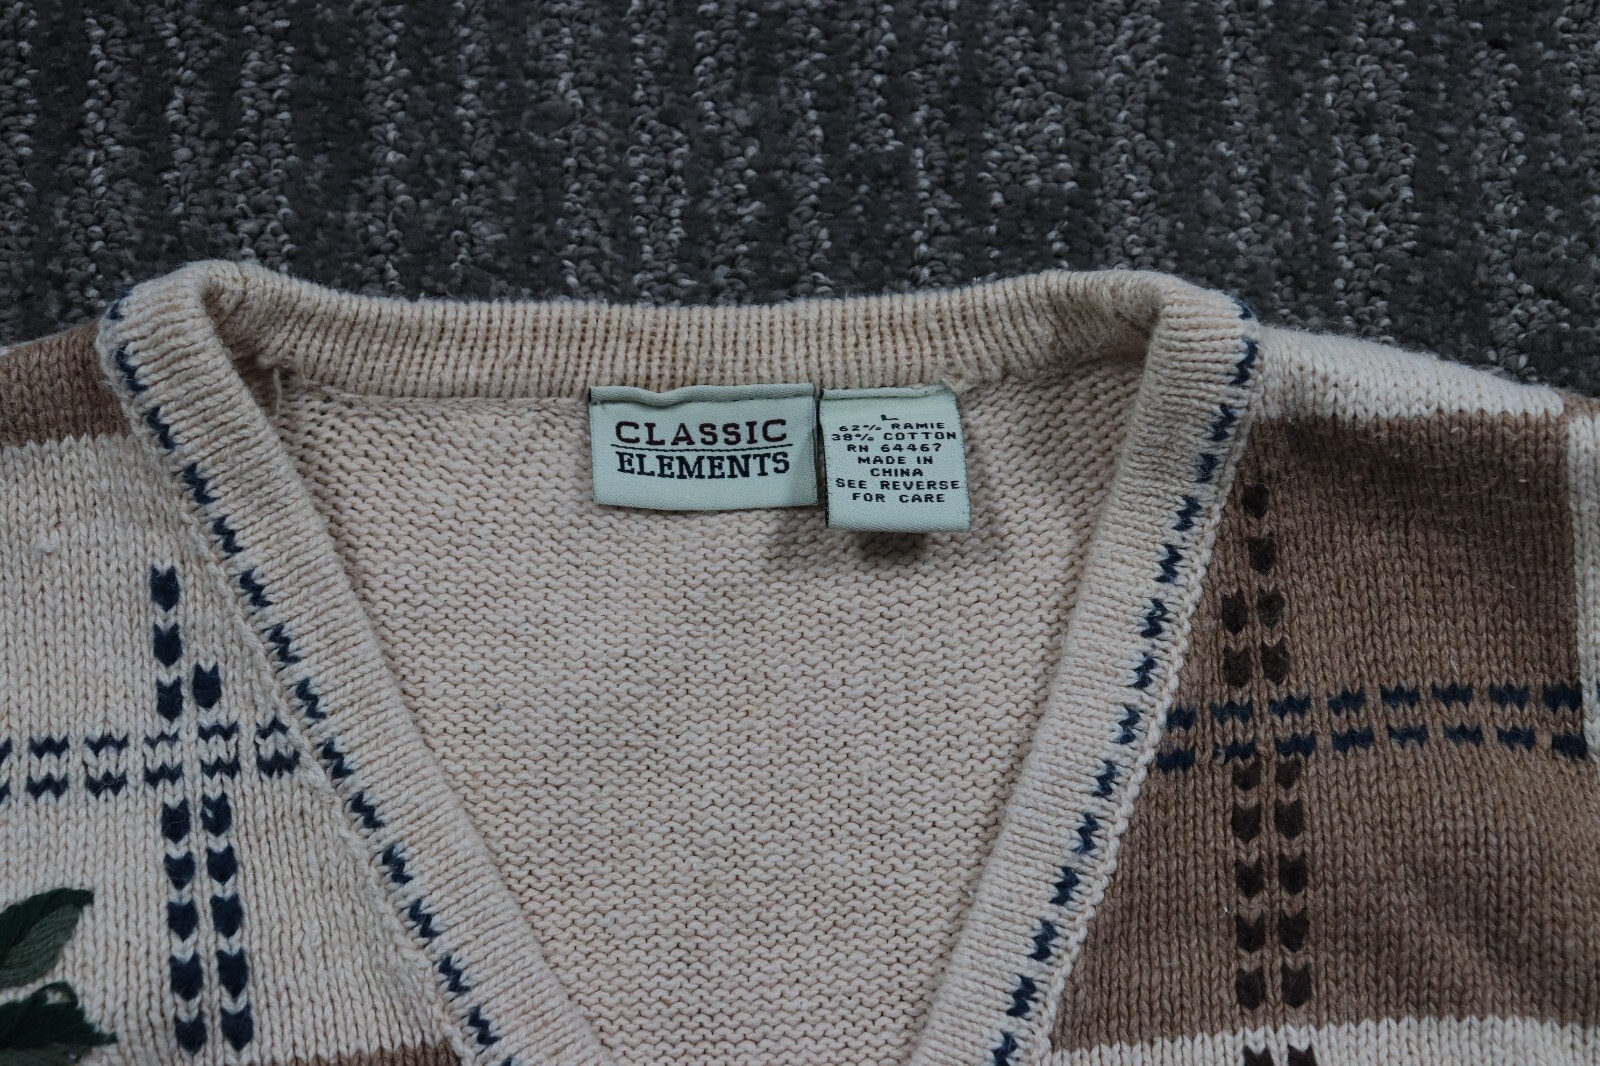 CLASSIC
ELEMENTS
L
62% RAMIE
38% COTTON
RN 64467
MADE IN
CHINA
SEE REVERSE
FOR CARE